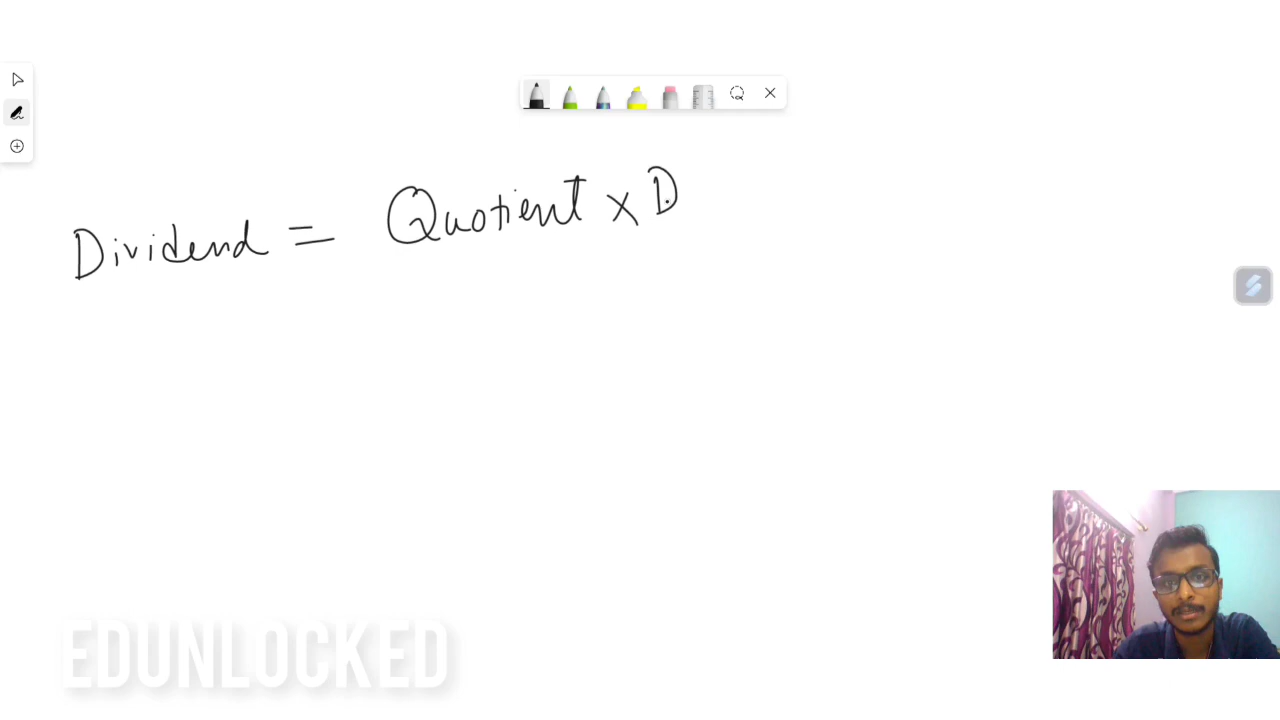 Dividend = Quotient × D
EDUNLOCKED